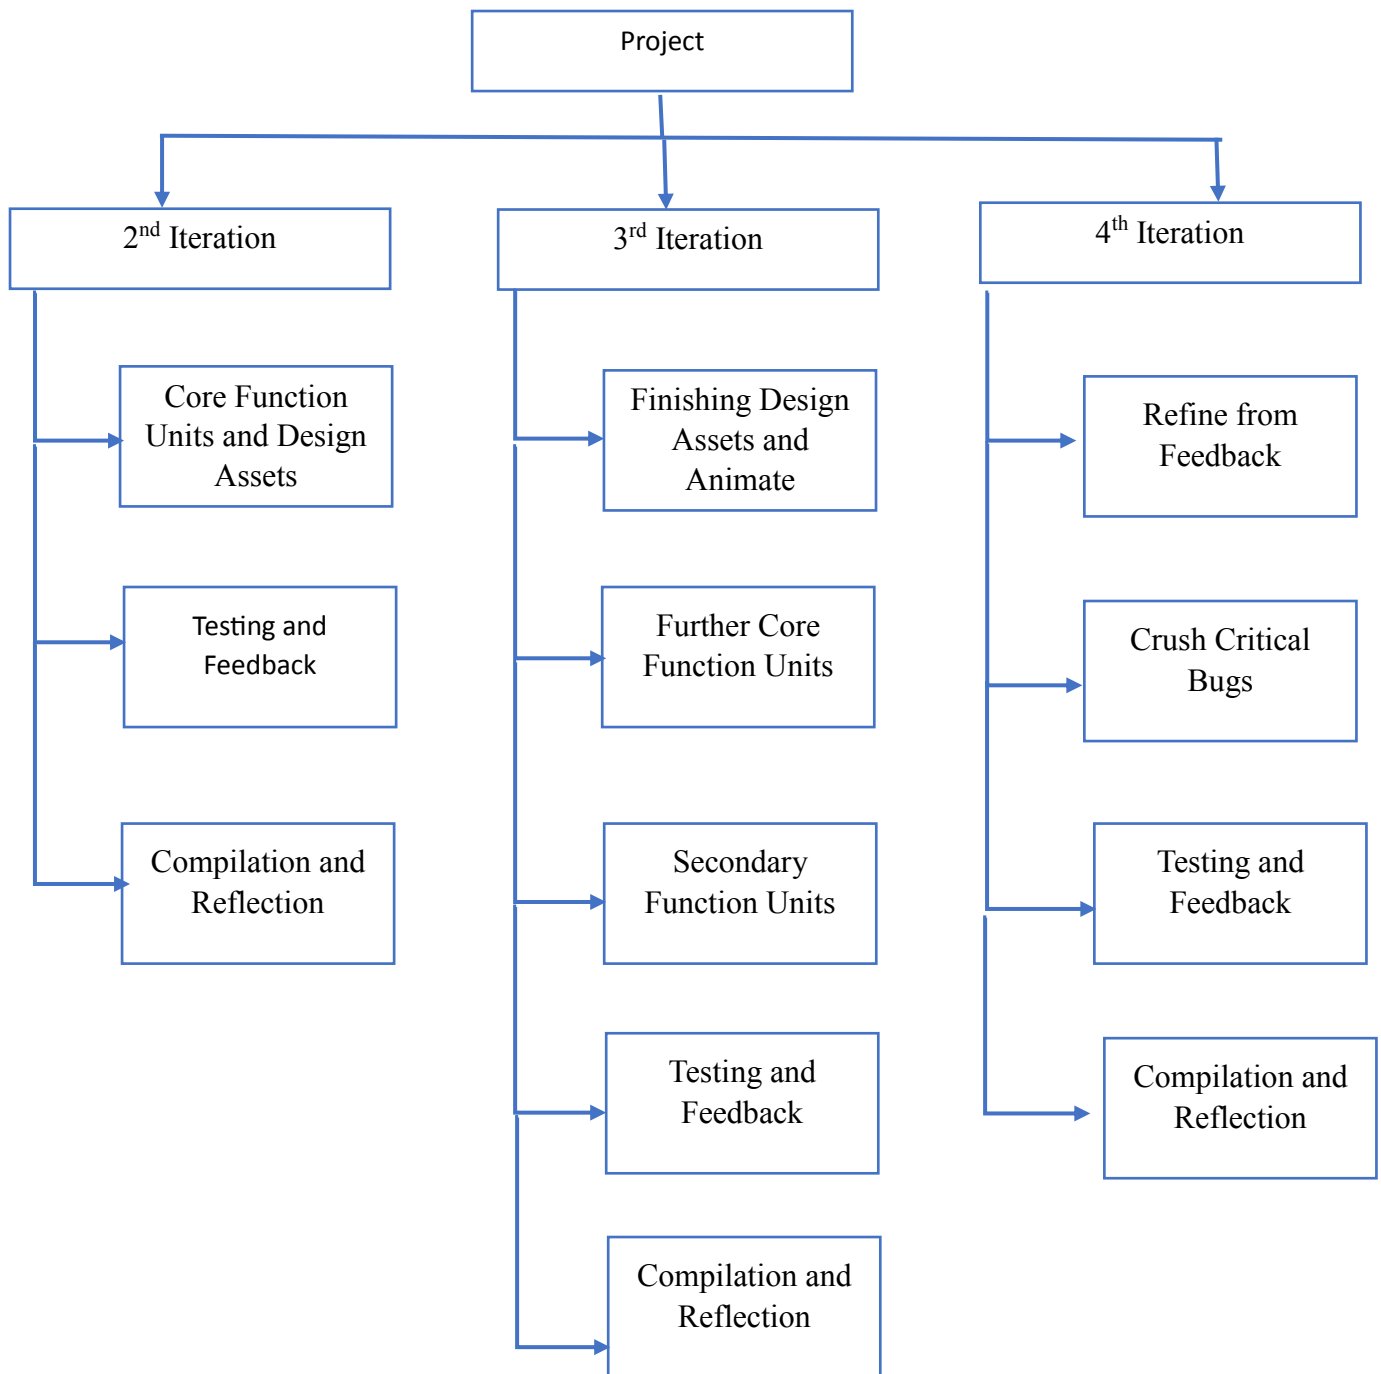 Project
2nd Iteration
3rd Iteration
4th Iteration
Core Function
Units and Design
Assets
Testing and
Feedback
Compilation and
Reflection
Finishing Design
Assets and
Animate
Further Core
Function Units
Secondary
Function Units
Testing and
Feedback
Compilation and
Reflection
Refine from
Feedback
Crush Critical
Bugs
Testing and
Feedback
Compilation and
Reflection